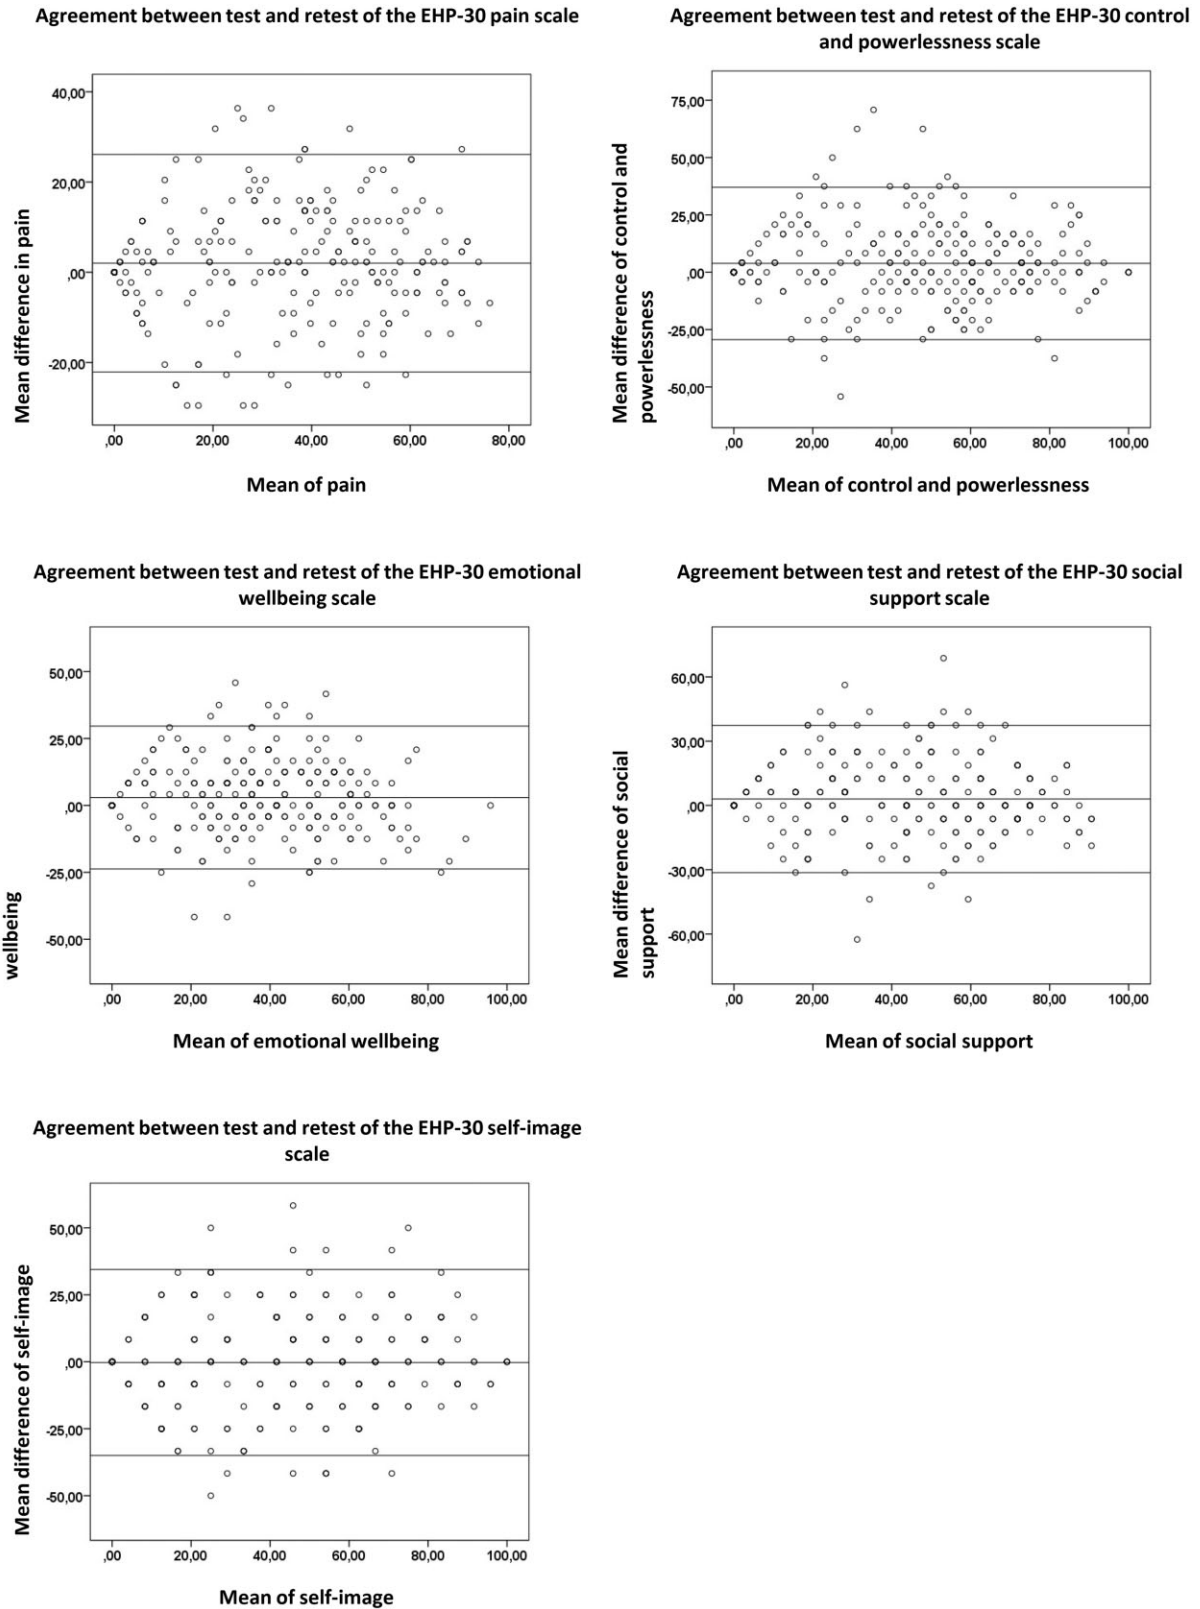 Agreement between test and retest of the EHP-30 pain scale
40,00
20,00
,00
-20,00
,00 20,00 40,00 60,00 80,00
Mean difference in pain
Mean of pain
Agreement between test and retest of the EHP-30 control
and powerlessness scale
75,00
50,00
25,00
,00
-25,00
-50,00
,00 20,00 40,00 60,00 80,00 100,00
Mean difference of control and
powerlessness
Mean of control and powerlessness
Agreement between test and retest of the EHP-30 emotional
wellbeing scale
50,00
25,00
,00
-25,00
-50,00
,00 20,00 40,00 60,00 80,00 100,00
wellbeing
Mean of emotional wellbeing
Agreement between test and retest of the EHP-30 social
support scale
60,00
30,00
,00
-30,00
-60,00
,00 20,00 40,00 60,00 80,00 100,00
Mean difference of social
support
Mean of social support
Agreement between test and retest of the EHP-30 self-image
scale
50,00
25,00
,00
-25,00
-50,00
,00 20,00 40,00 60,00 80,00 100,00
Mean difference of self-image
Mean of self-image